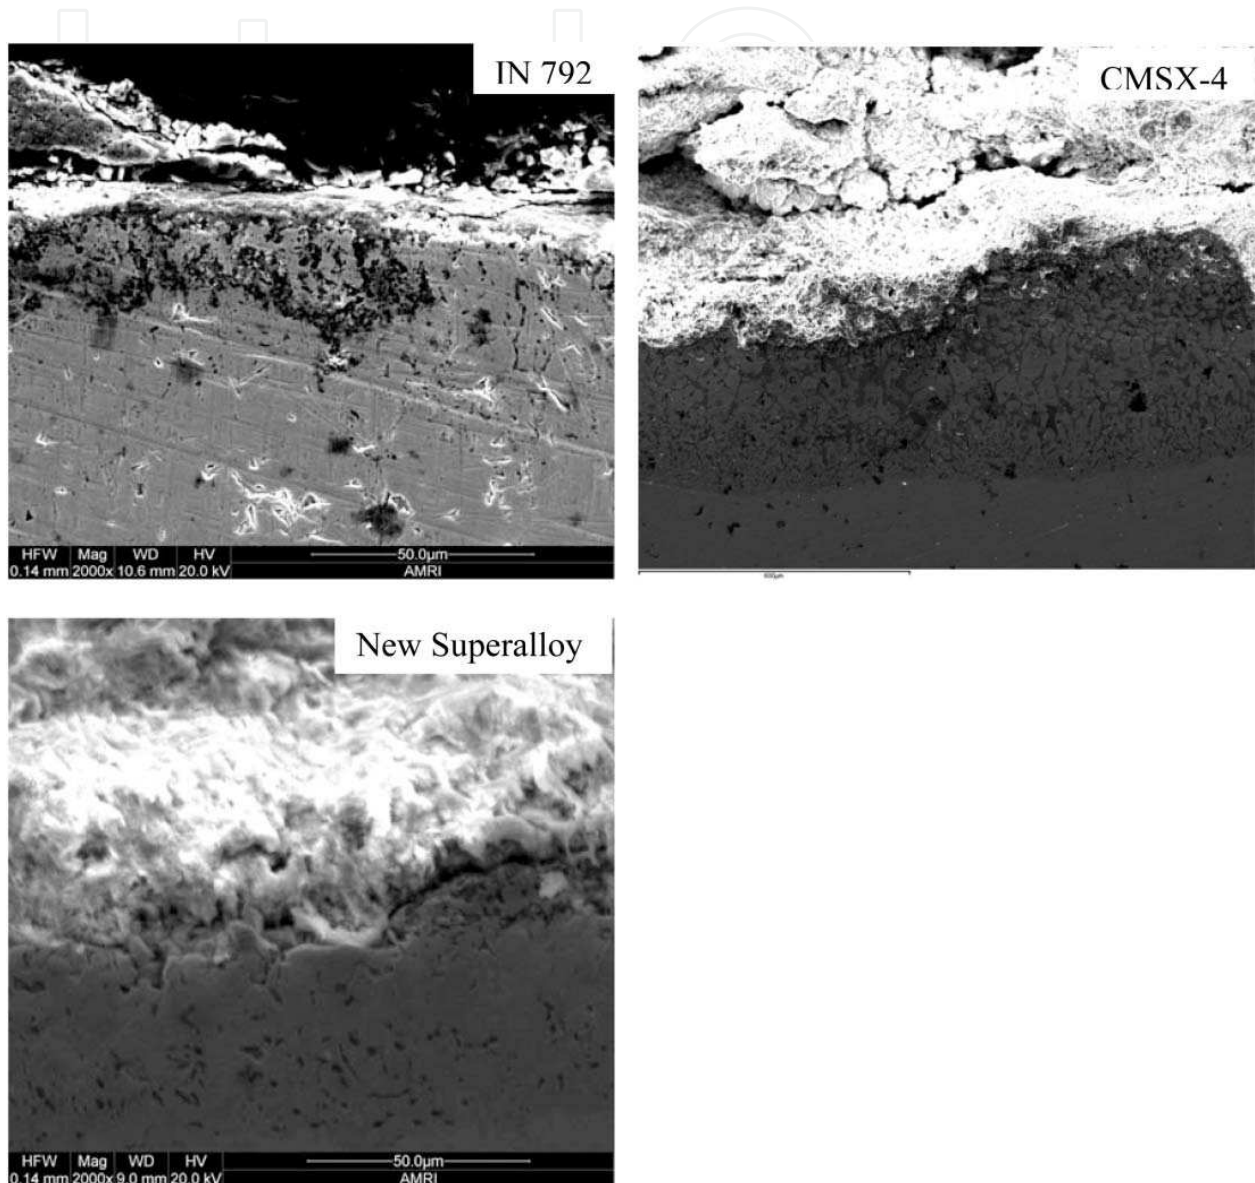 IN 792
CMSX-4
HFW Mag WD HV 50.0μm
0.14 mm 2000x 10.6 mm 20.0 kV AMRI
New Superalloy
HFW Mag WD HV 50.0μm
0.14 mm 2000x 9.0 mm 20.0 kV AMRI